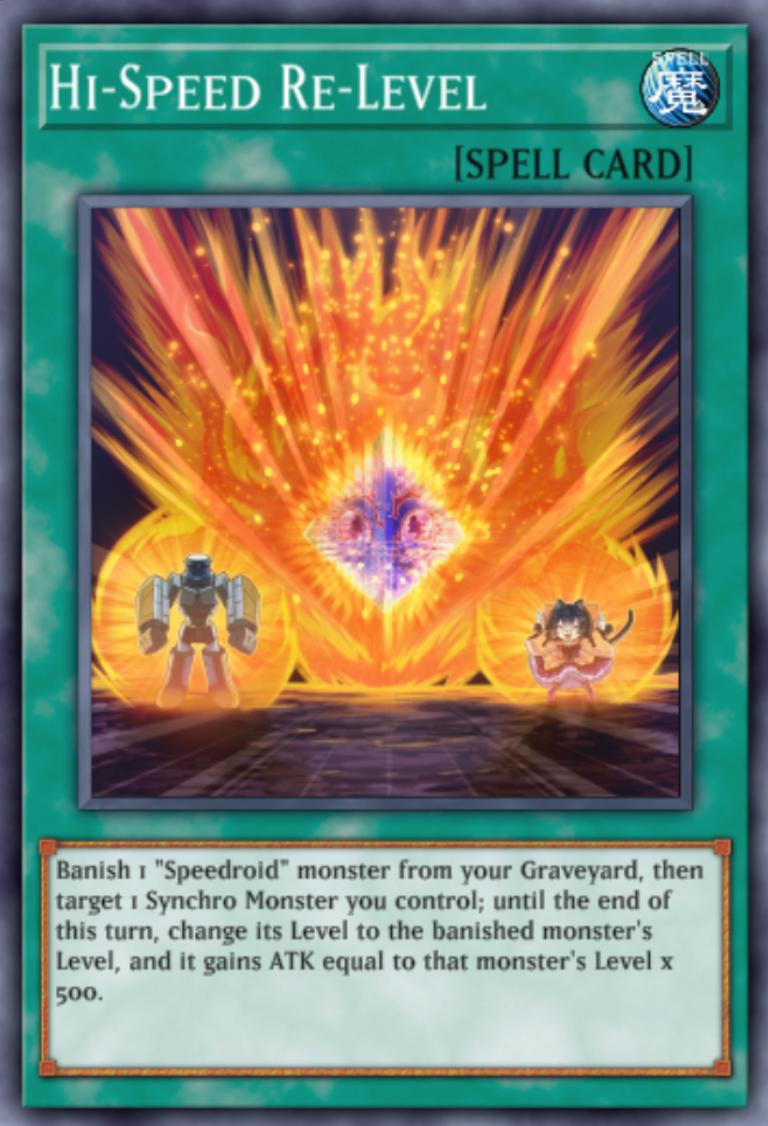 Hi-Speed Re-Level
SPELL
魔
[SPELL CARD]
Banish 1 "Speedroid" monster from your Graveyard, then
target 1 Synchro Monster you control; until the end of
this turn, change its Level to the banished monster's
Level, and it gains ATK equal to that monster's Level x
500.